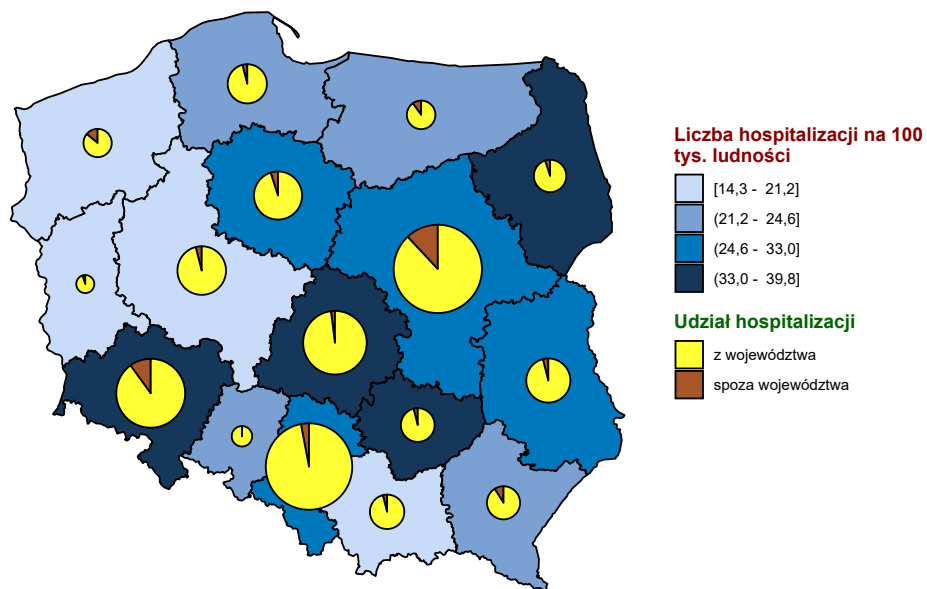 Liczba hospitalizacji na 100
tys. ludności
[14,3 - 21,2]
(21,2 - 24,6]
(24,6 - 33,0]
(33,0 - 39,8]
Udział hospitalizacji
z województwa
spoza województwa